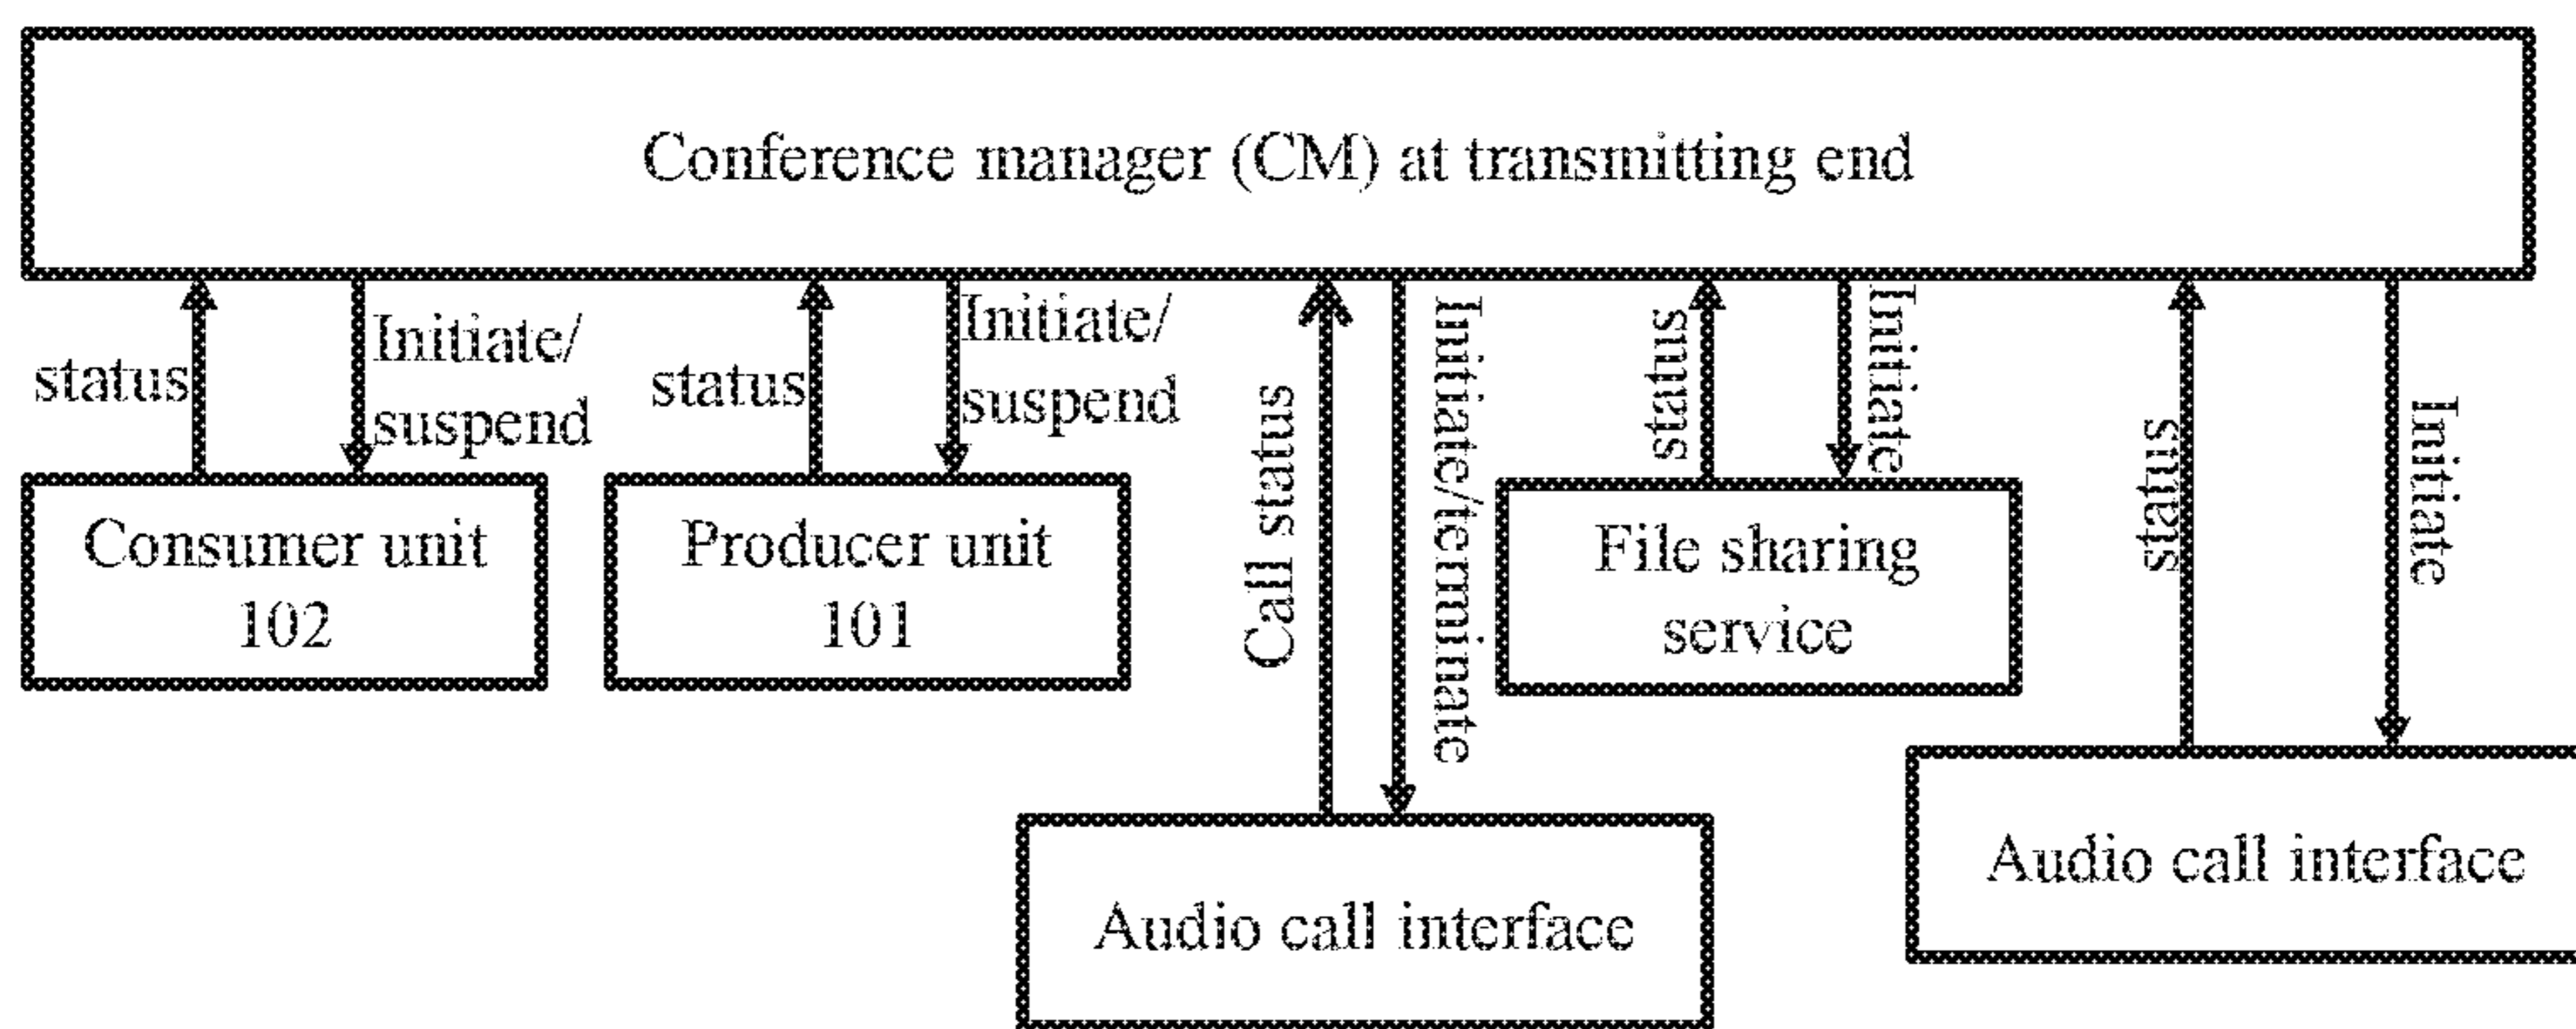 Conference manager (CM) at transmitting end
status
Initiate/
suspend
status
Initiate/
suspend
Call status
Initiate/terminate
status
Initiate
status
Initiate
Consumer unit
102
Producer unit
101
File sharing
service
Audio call interface
Audio call interface